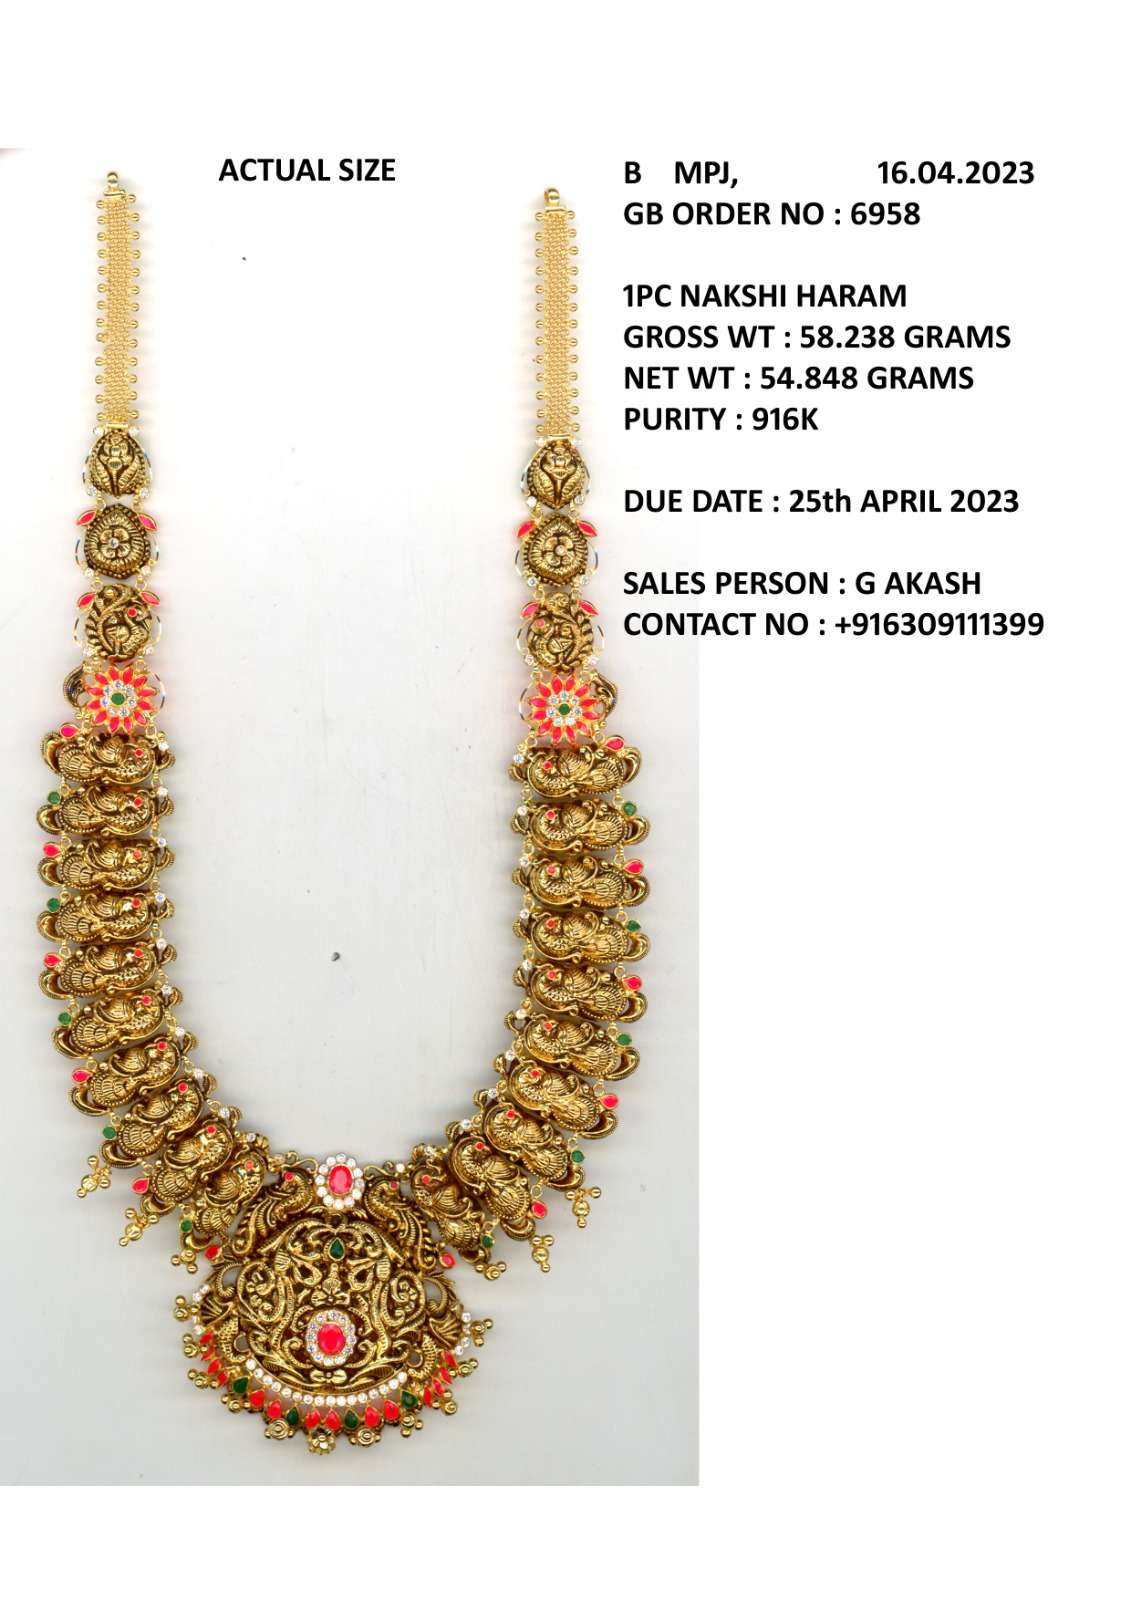 ACTUAL SIZE
B MPJ, 16.04.2023
GB ORDER NO : 6958
1PC NAKSHI HARAM
GROSS WT : 58.238 GRAMS
NET WT : 54.848 GRAMS
PURITY : 916K
DUE DATE : 25th APRIL 2023
SALES PERSON : G AKASH
CONTACT NO : +916309111399